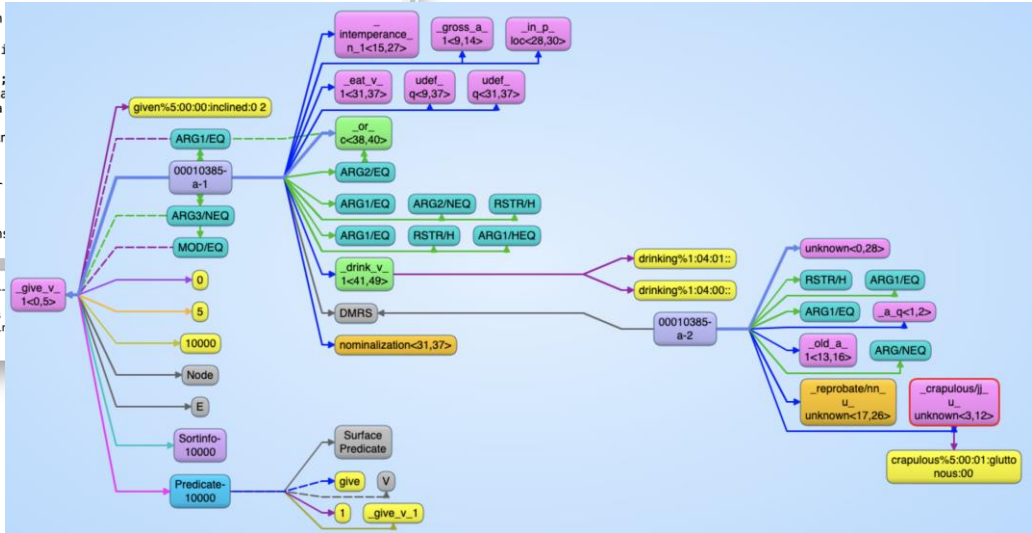 _
intemperance_
n_1<15,27>
_gross_a_
1<9,14>
_in_p_
loc<28,30>
_eat_v_
1<31,37>
udef_
q<9,37>
udef_
q<31,37>
given%5:00:00:inclined:0 2
_or_
c<38,40>
ARG1/EQ
ARG2/EQ
00010385-
a-1
ARG1/EQ
ARG2/NEQ
RSTR/H
ARG3/NEQ
ARG1/EQ
RSTR/H
ARG1/HEQ
MOD/EQ
_drink_v_
1<41,49>
drinking%1:04:01::
drinking%1:04:00::
unknown<0,28>
RSTR/H
ARG1/EQ
_give_v_
1<0,5>
0
5
DMRS
00010385-
a-2
ARG1/EQ
_a_q<1,2>
10000
nominalization<31,37>
_old_a_
1<13,16>
ARG/NEQ
Node
E
_reprobate/nn_
u_
unknown<17,26>
_crapulous/jj_
u_
unknown<3,12>
Sortinfo-
10000
Surface
Predicate
crapulous%5:00:01:glutto
nous:00
Predicate-
10000
give
V
1
_give_v_1